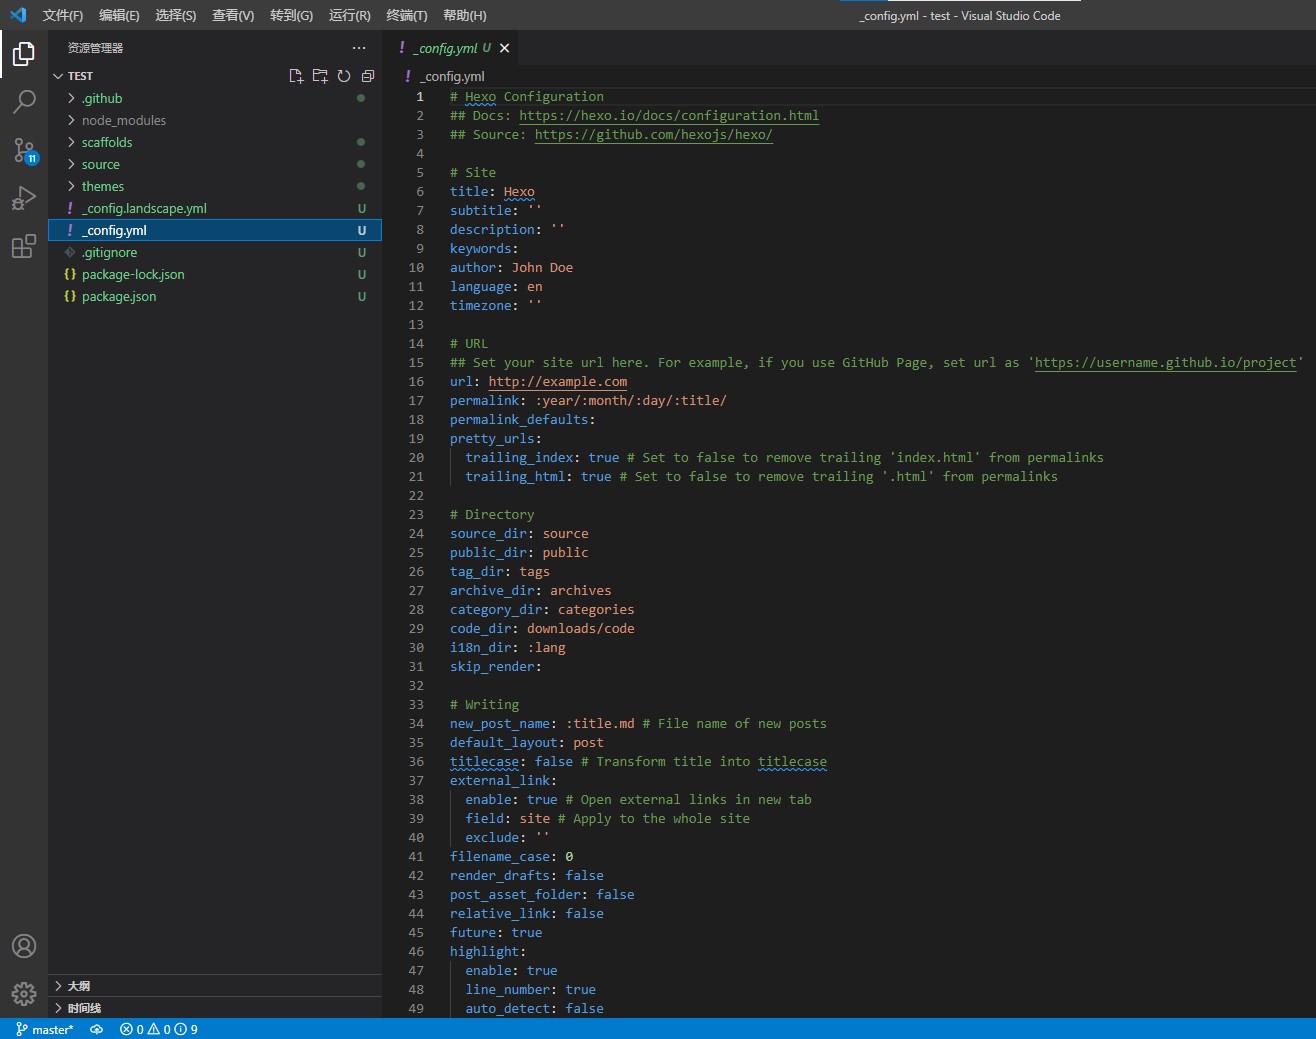 文件(F) 编辑(E) 选择(S) 查看(V) 转到(G) 运行(R) 终端(T) 帮助(H) _config.yml - test - Visual Studio Code
资源管理器 ···
TEST
.github
node_modules
scaffolds
source
themes
_config.landscape.yml U
_config.yml U
.gitignore U
package-lock.json U
package.json U
大纲
时间线
11
! _config.yml U
! _config.yml
1 # Hexo Configuration
2 ## Docs: https://hexo.io/docs/configuration.html
3 ## Source: https://github.com/hexojs/hexo/
4
5 # Site
6 title: Hexo
7 subtitle: ''
8 description: ''
9 keywords:
10 author: John Doe
11 language: en
12 timezone: ''
13
14 # URL
15 ## Set your site url here. For example, if you use GitHub Page, set url as 'https://username.github.io/project'
16 url: http://example.com
17 permalink: :year/:month/:day/:title/
18 permalink_defaults:
19 pretty_urls:
20 trailing_index: true # Set to false to remove trailing 'index.html' from permalinks
21 trailing_html: true # Set to false to remove trailing '.html' from permalinks
22
23 # Directory
24 source_dir: source
25 public_dir: public
26 tag_dir: tags
27 archive_dir: archives
28 category_dir: categories
29 code_dir: downloads/code
30 i18n_dir: :lang
31 skip_render:
32
33 # Writing
34 new_post_name: :title.md # File name of new posts
35 default_layout: post
36 titlecase: false # Transform title into titlecase
37 external_link:
38 enable: true # Open external links in new tab
39 field: site # Apply to the whole site
40 exclude: ''
41 filename_case: 0
42 render_drafts: false
43 post_asset_folder: false
44 relative_link: false
45 future: true
46 highlight:
47 enable: true
48 line_number: true
49 auto_detect: false
master* 0 0 9